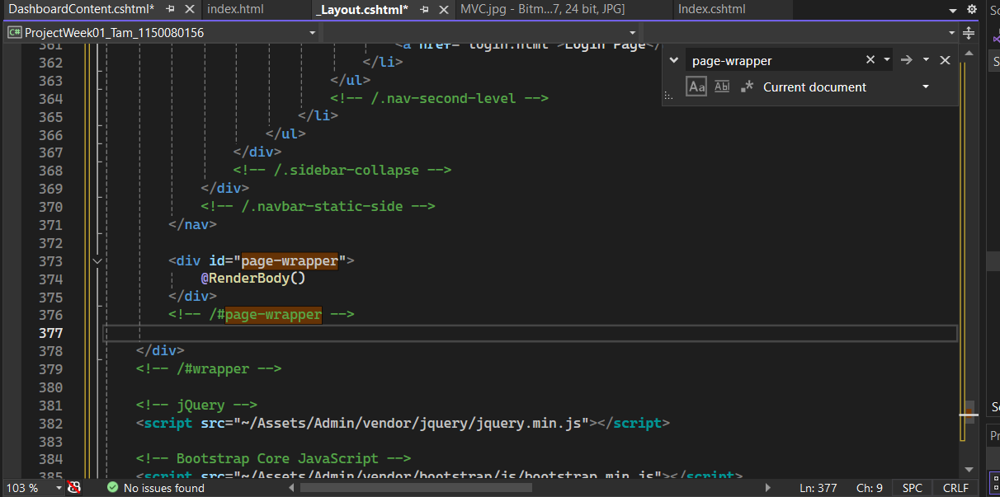 DashboardContent.cshtml* index.html _Layout.cshtml* MVC.jpg - Bitm...7, 24 bit, JPG] Index.cshtml
C# ProjectWeek01_Tam_1150080156
page-wrapper
Aa Ab .* Current document
361 <a href="login.html">Login Page</
362 </li>
363 </ul>
364 <!-- /.nav-second-level -->
365 </li>
366 </ul>
367 </div>
368 <!-- /.sidebar-collapse -->
369 </div>
370 <!-- /.navbar-static-side -->
371 </nav>
372
373 <div id="page-wrapper">
374 @RenderBody()
375 </div>
376 <!-- /#page-wrapper -->
377
378 </div>
379 <!-- /#wrapper -->
380
381 <!-- jQuery -->
382 <script src="~/Assets/Admin/vendor/jquery/jquery.min.js"></script>
383
384 <!-- Bootstrap Core JavaScript -->
385 <script src="~/Assets/Admin/vendor/bootstrap/js/bootstrap.min.js"></script>
103 % No issues found Ln: 377 Ch: 9 SPC CRLF